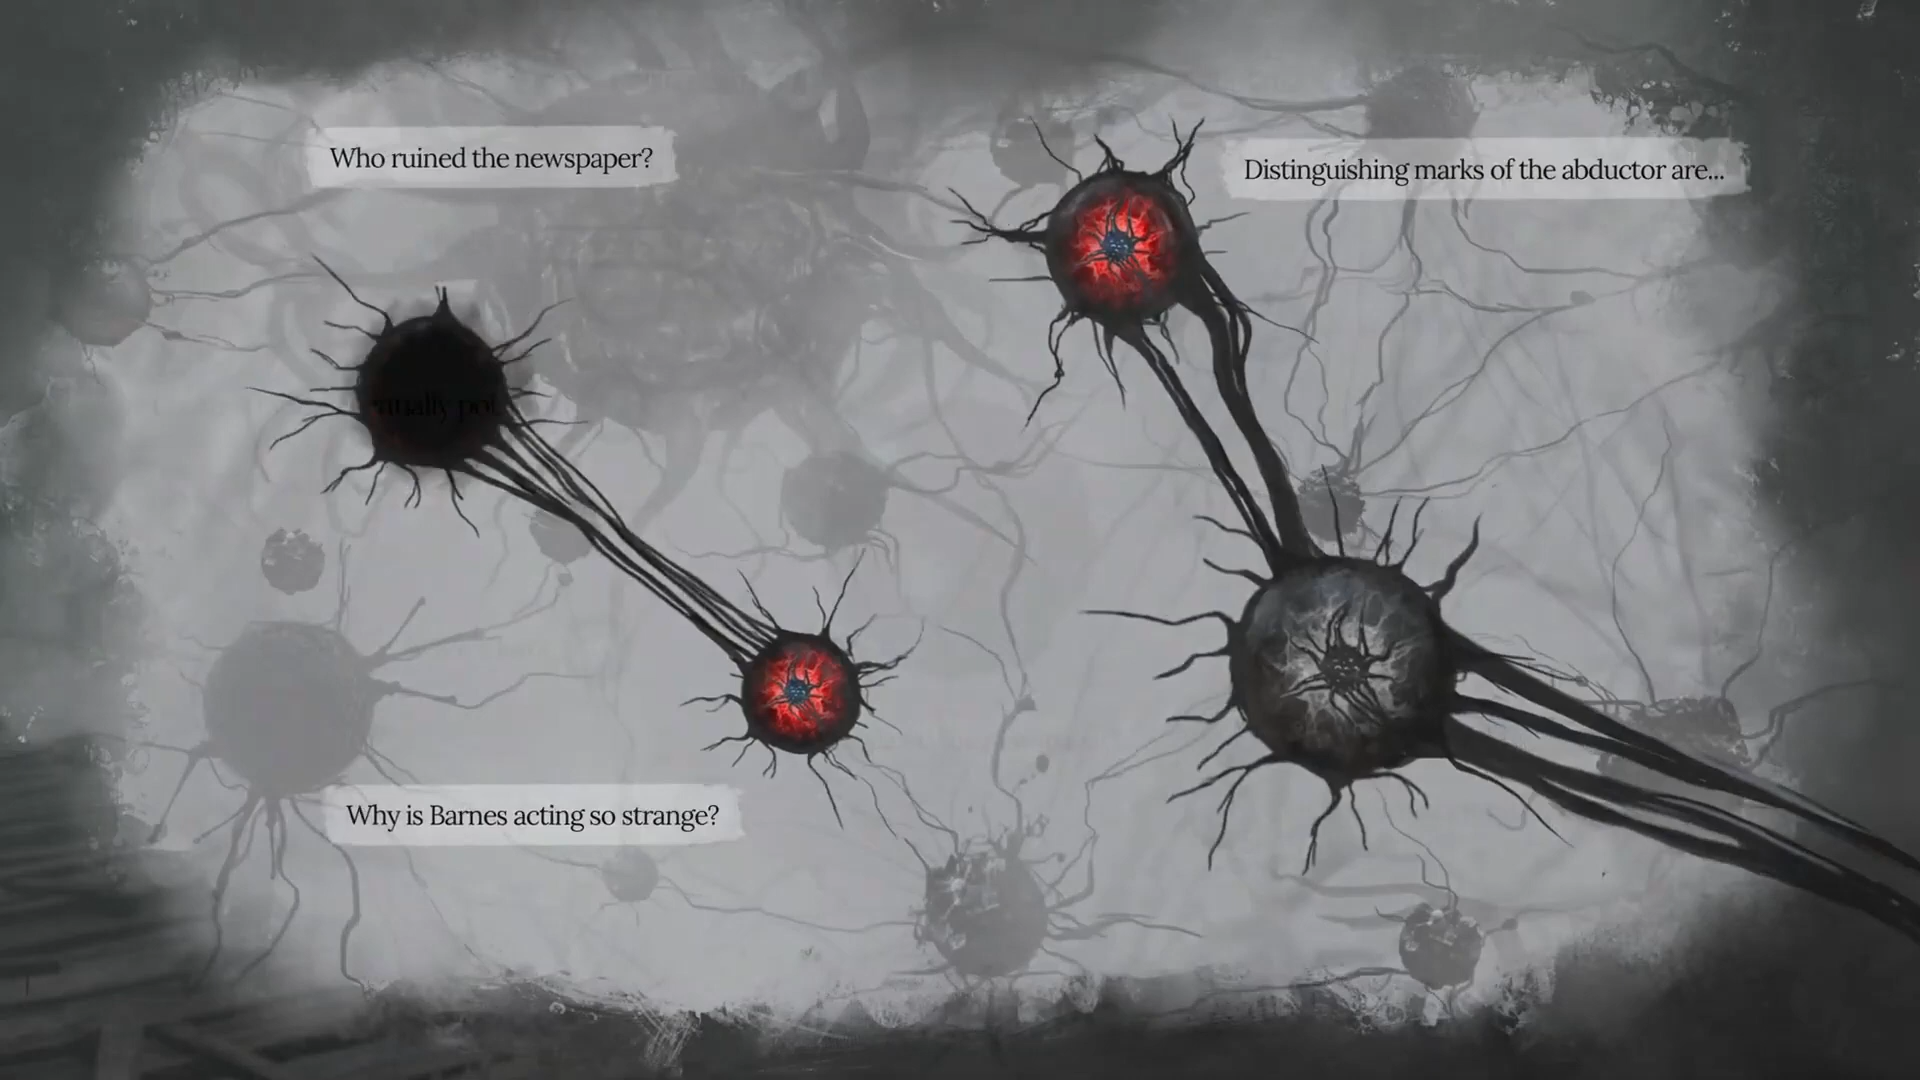 Who ruined the newspaper?
Distinguishing marks of the abductor are...
Why is Barnes acting so strange?